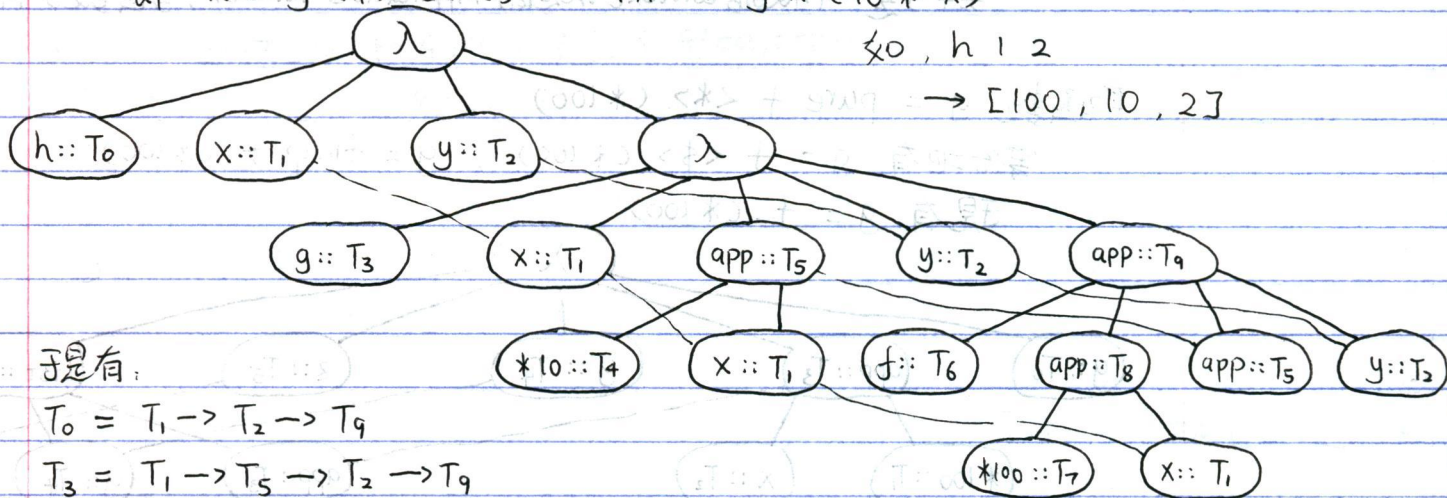 如, h 1 2
→ [100, 10, 2]
λ
h :: T₀ x :: T₁ y :: T₂ λ
g :: T₃ x :: T₁ app :: T₅ y :: T₂ app :: T₉
*10 :: T₄ x :: T₁ f :: T₆ app :: T₈ app :: T₅ y :: T₂
*100 :: T₇ x :: T₁
于是有:
T₀ = T₁ -> T₂ -> T₉
T₃ = T₁ -> T₅ -> T₂ -> T₉